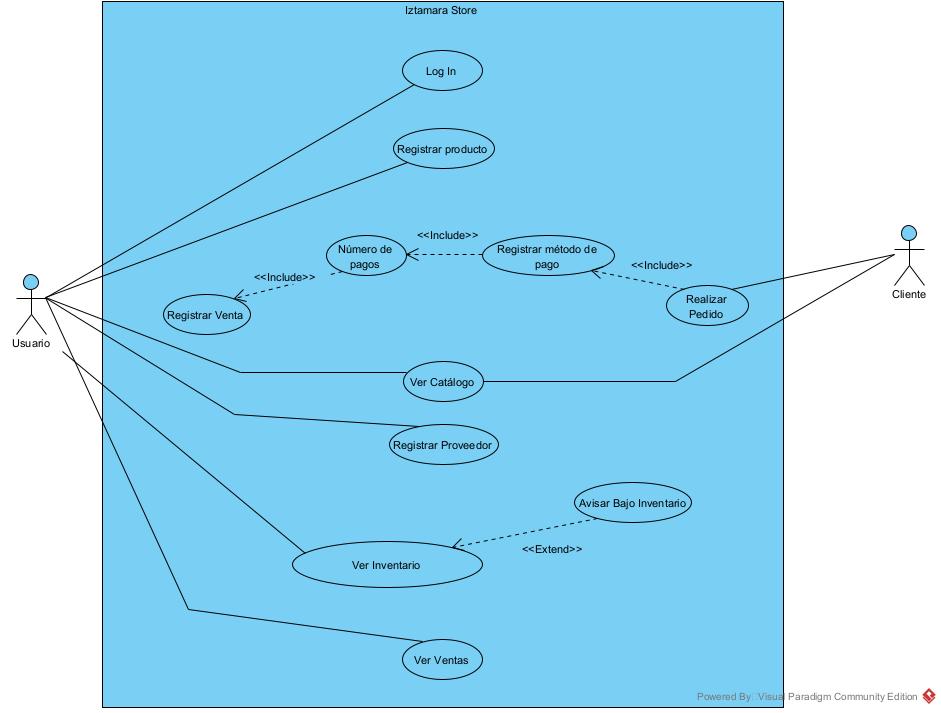 Iztamara Store
Log In
Registrar producto
<<Include>>
Número de
pagos
Registrar método de
pago
<<Include>>
<<Include>>
Realizar
Pedido
Cliente
Registrar Venta
Usuario
Ver Catálogo
Registrar Proveedor
Avisar Bajo Inventario
<<Extend>>
Ver Inventario
Ver Ventas
Powered By Visual Paradigm Community Edition